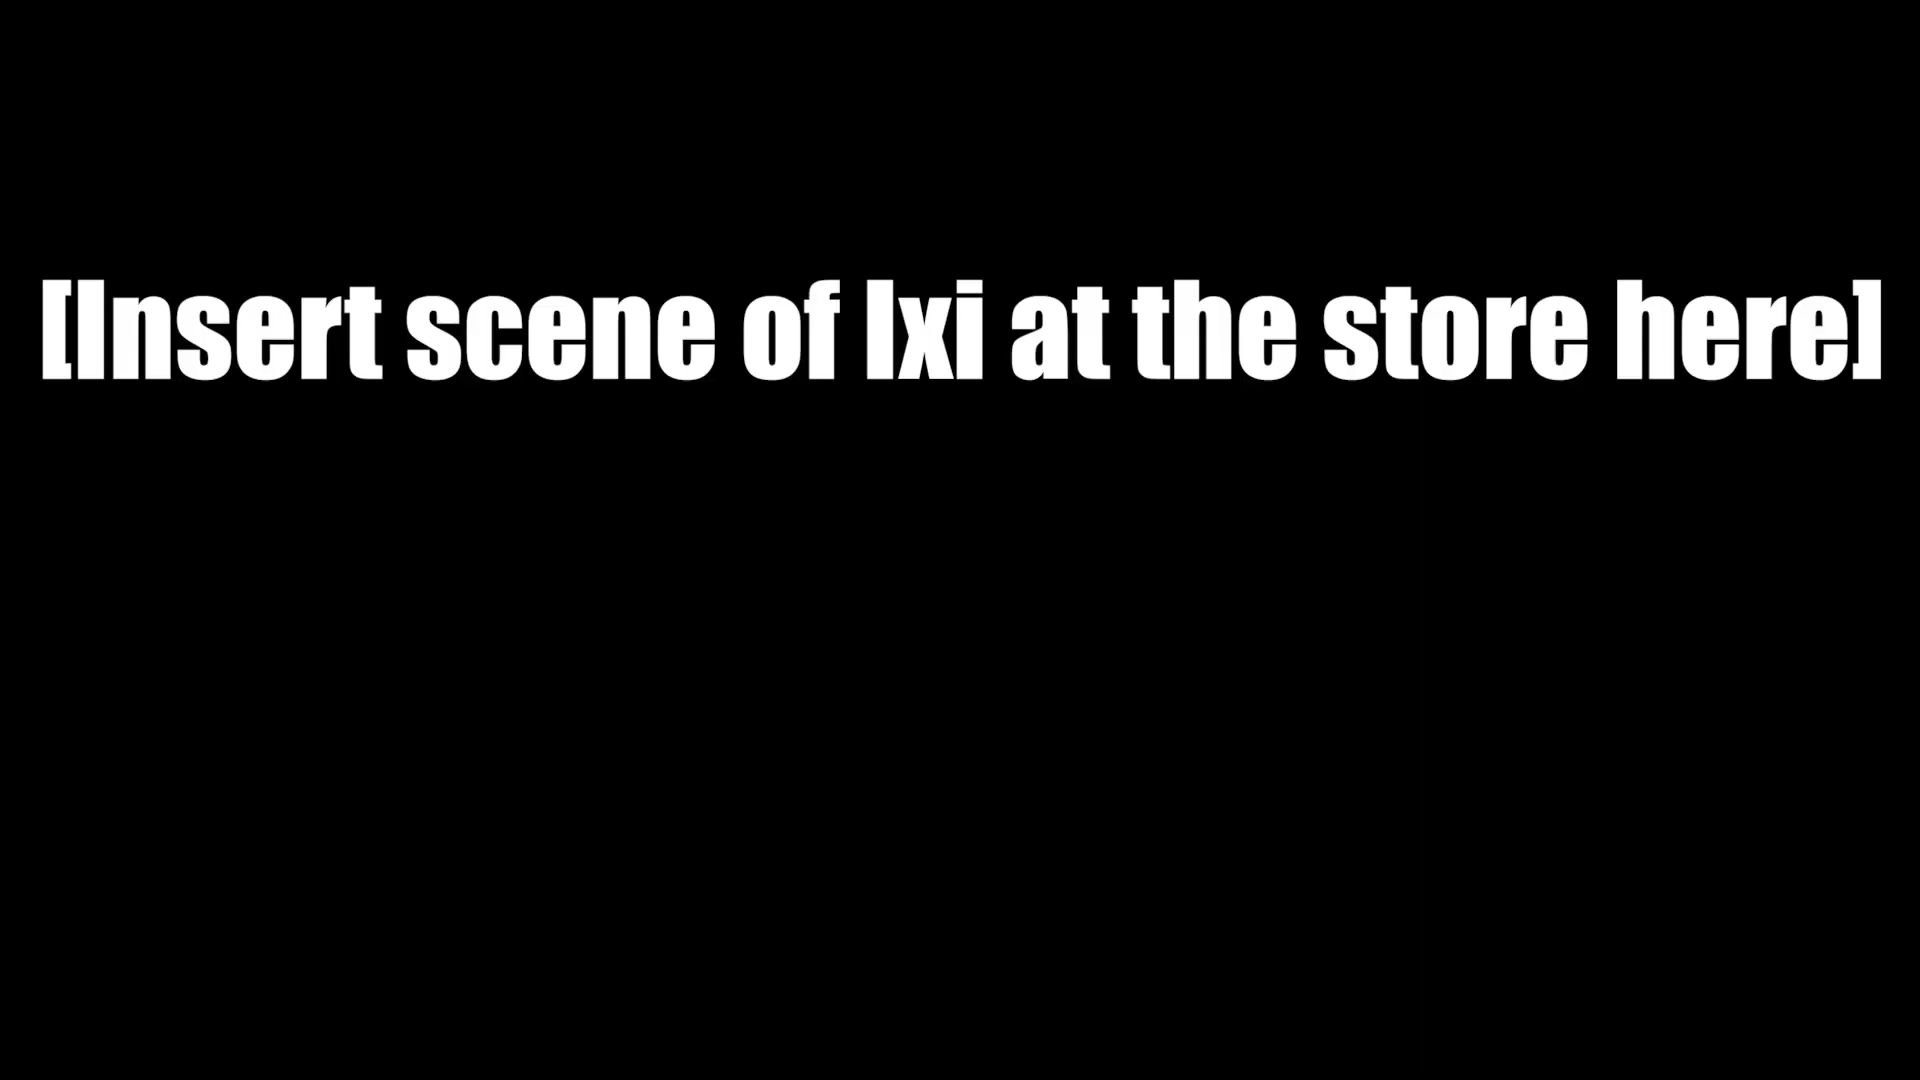 [Insert scene of Ixi at the store here]